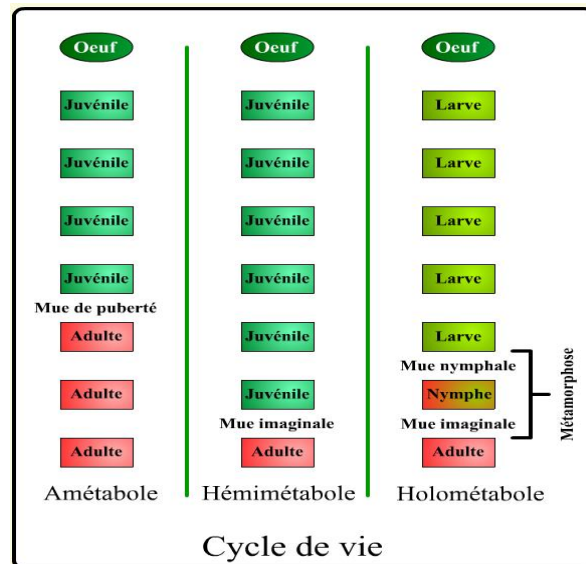 Oeuf
Juvénile
Juvénile
Juvénile
Juvénile
Mue de puberté
Adulte
Adulte
Adulte
Amétabole
Oeuf
Juvénile
Juvénile
Juvénile
Juvénile
Juvénile
Juvénile
Mue imaginale
Adulte
Hémimétabole
Oeuf
Larve
Larve
Larve
Larve
Larve
Mue nymphale
Nymphe
Mue imaginale
Adulte
Holométabole
Métamorphose
Cycle de vie